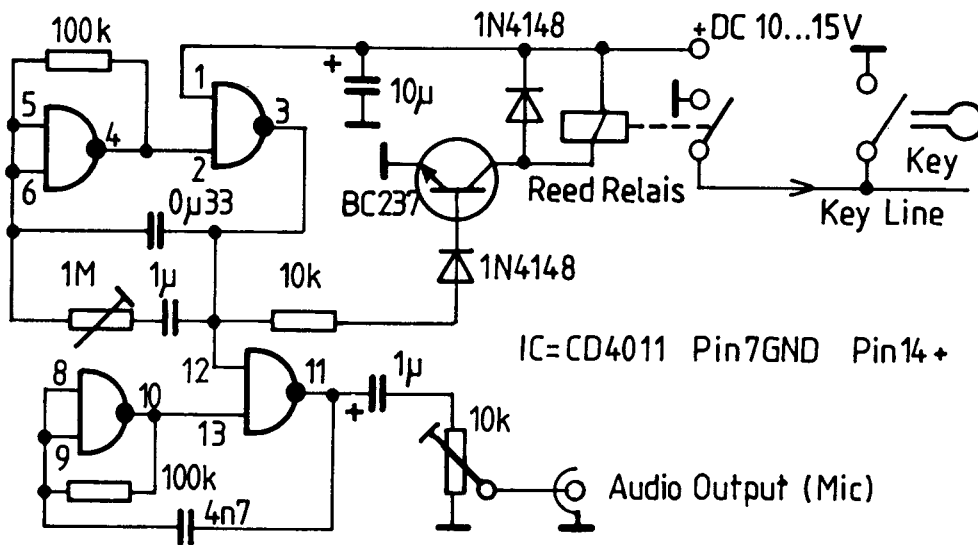 100k
1N4148
+DC 10...15V
1
3
5
4
10µ
+
2
6
BC237
Reed Relais
Key
0µ33
Key Line
1M
1µ
10k
1N4148
IC=CD4011 Pin7GND Pin14+
12
11
1µ
8
10
+
10k
13
9
100k
4n7
Audio Output (Mic)